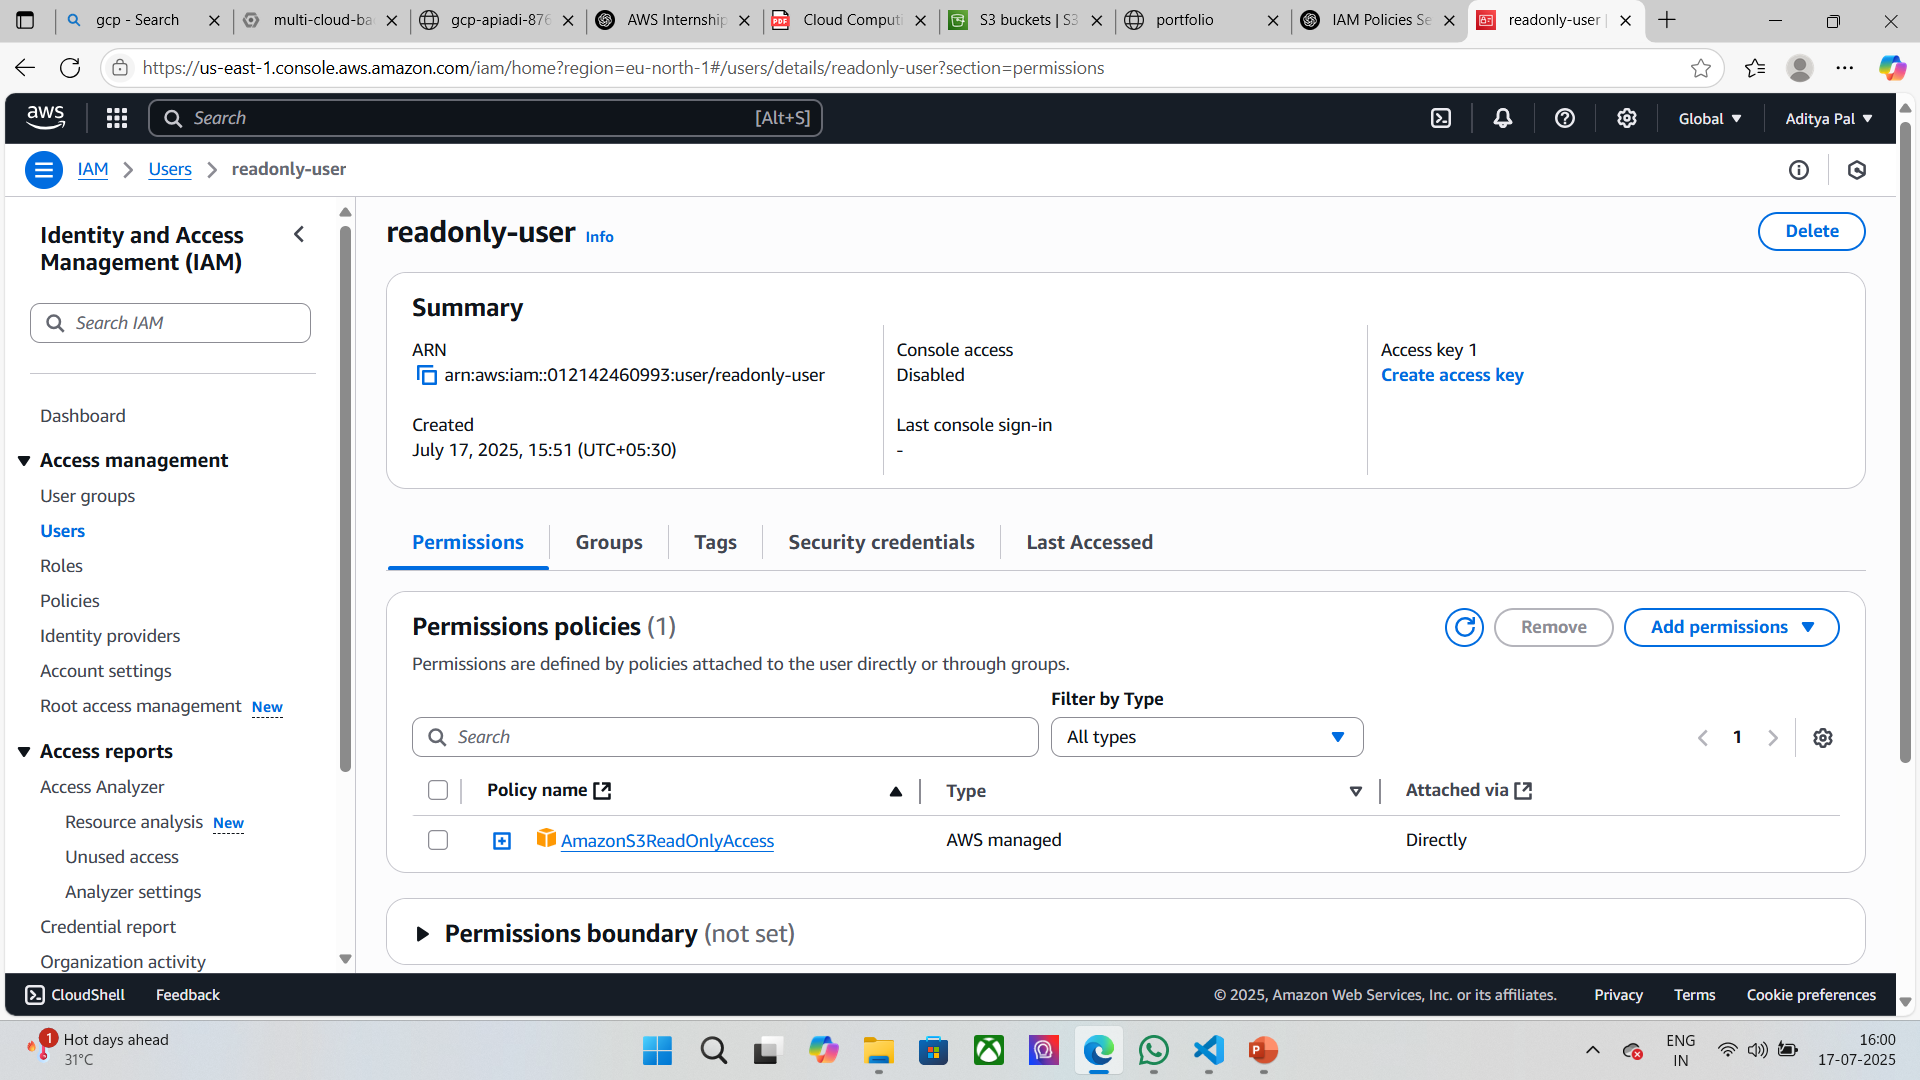 gcp - Search
multi-cloud-ba
gcp-apiadi-876
AWS Internship
Cloud Computi
S3 buckets | S3
portfolio
IAM Policies Se
readonly-user |
https://us-east-1.console.aws.amazon.com/iam/home?region=eu-north-1#/users/details/readonly-user?section=permissions
aws
Search
[Alt+S]
Global
Aditya Pal
IAM
Users
readonly-user
Identity and Access
Management (IAM)
Search IAM
Dashboard
Access management
User groups
Users
Roles
Policies
Identity providers
Account settings
Root access management New
Access reports
Access Analyzer
Resource analysis New
Unused access
Analyzer settings
Credential report
Organization activity
readonly-user Info
Delete
Summary
ARN
arn:aws:iam::012142460993:user/readonly-user
Created
July 17, 2025, 15:51 (UTC+05:30)
Console access
Disabled
Last console sign-in
-
Access key 1
Create access key
Permissions
Groups
Tags
Security credentials
Last Accessed
Permissions policies (1)
Permissions are defined by policies attached to the user directly or through groups.
Remove
Add permissions
Filter by Type
Search
All types
1
Policy name
Type
Attached via
AmazonS3ReadOnlyAccess
AWS managed
Directly
Permissions boundary (not set)
CloudShell
Feedback
© 2025, Amazon Web Services, Inc. or its affiliates.
Privacy
Terms
Cookie preferences
1
Hot days ahead
31°C
ENG
IN
16:00
17-07-2025